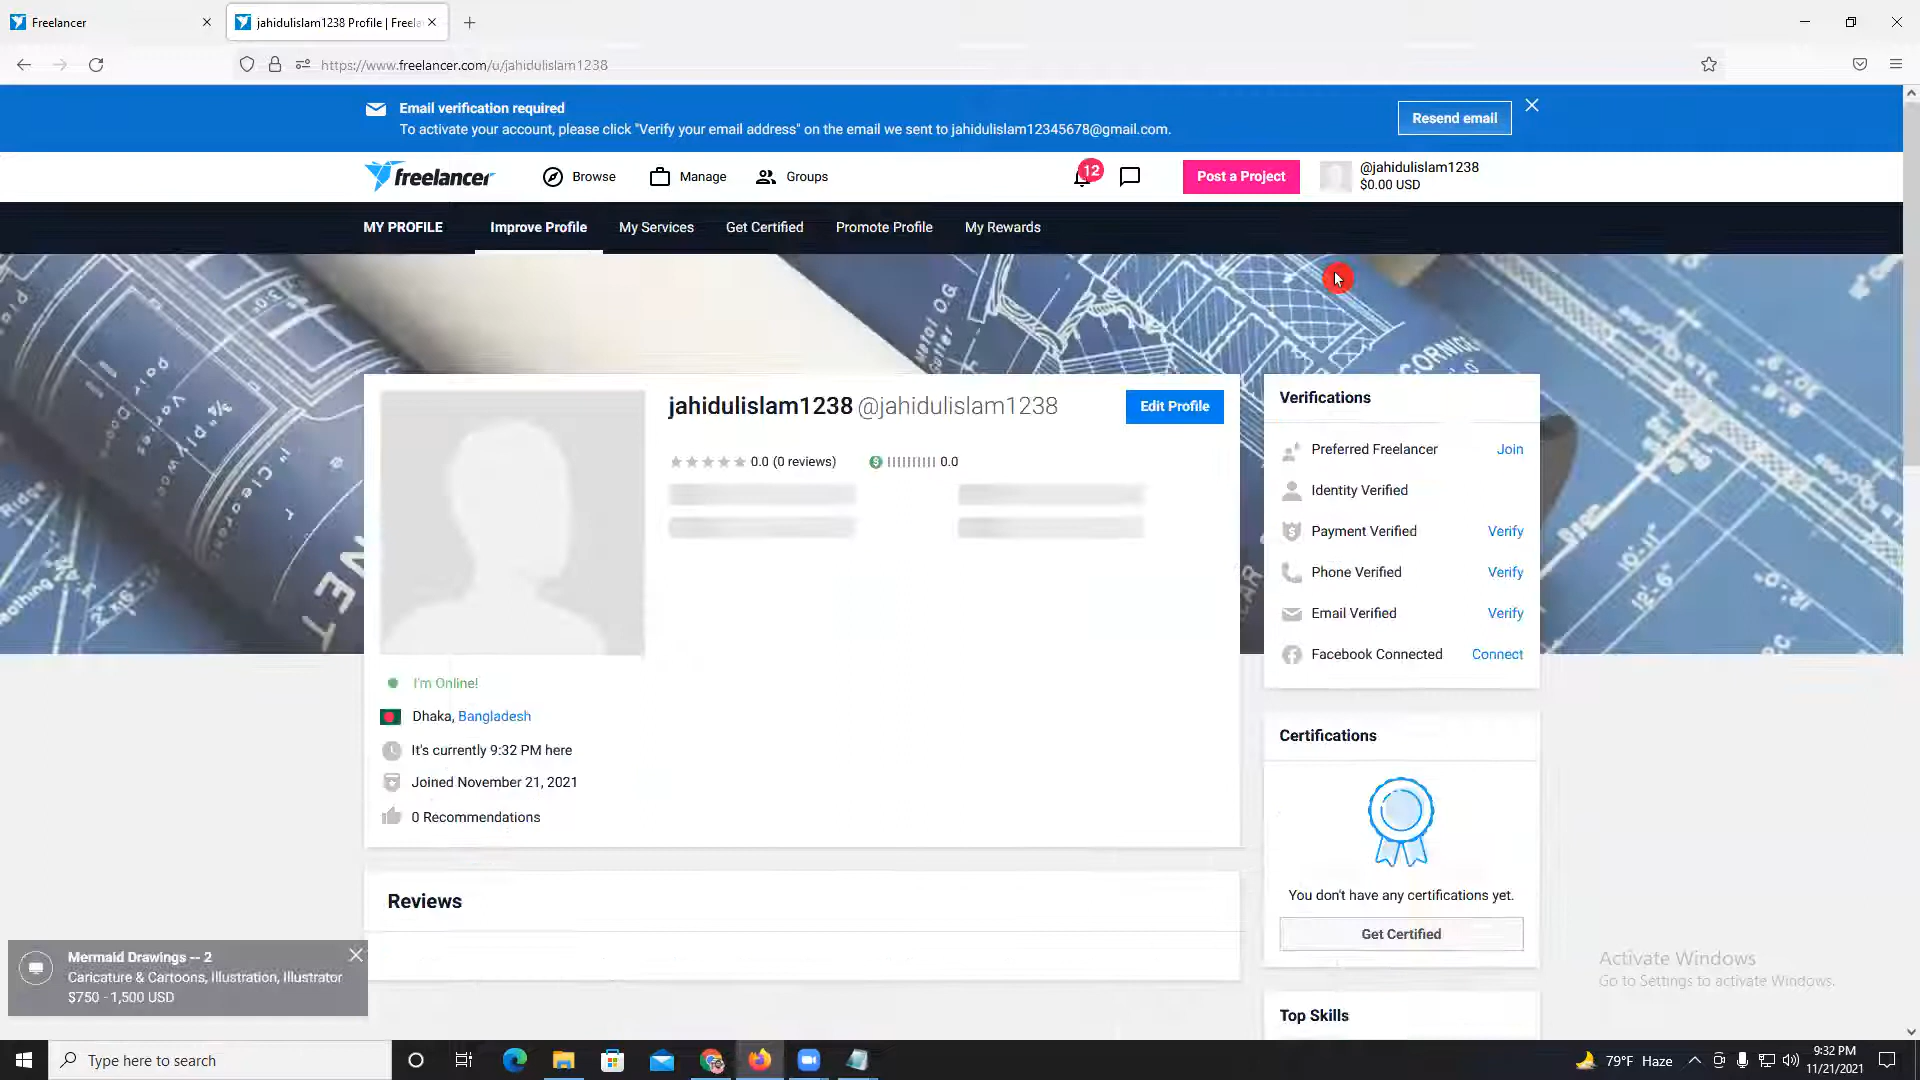 Freelancer
jahidulislam1238 Profile | Freela
https://www.freelancer.com/u/jahidulislam1238
Email verification required
To activate your account, please click "Verify your email address" on the email we sent to jahidulislam12345678@gmail.com.
Resend email
freelancer
Browse
Manage
Groups
12
Post a Project
@jahidulislam1238
$0.00 USD
MY PROFILE
Improve Profile
My Services
Get Certified
Promote Profile
My Rewards
Metal O.G.
Gutter
CORNICE
jahidulislam1238 @jahidulislam1238
Edit Profile
0.0 (0 reviews)
0.0
I'm Online!
Dhaka, Bangladesh
It's currently 9:32 PM here
Joined November 21, 2021
0 Recommendations
Verifications
Preferred Freelancer
Join
Identity Verified
Payment Verified
Verify
Phone Verified
Verify
Email Verified
Verify
Facebook Connected
Connect
Certifications
You don't have any certifications yet.
Get Certified
Reviews
Top Skills
Mermaid Drawings -- 2
Caricature & Cartoons, Illustration, Illustrator
$750 - 1,500 USD
Activate Windows
Go to Settings to activate Windows.
Type here to search
79°F Haze
9:32 PM
11/21/2021